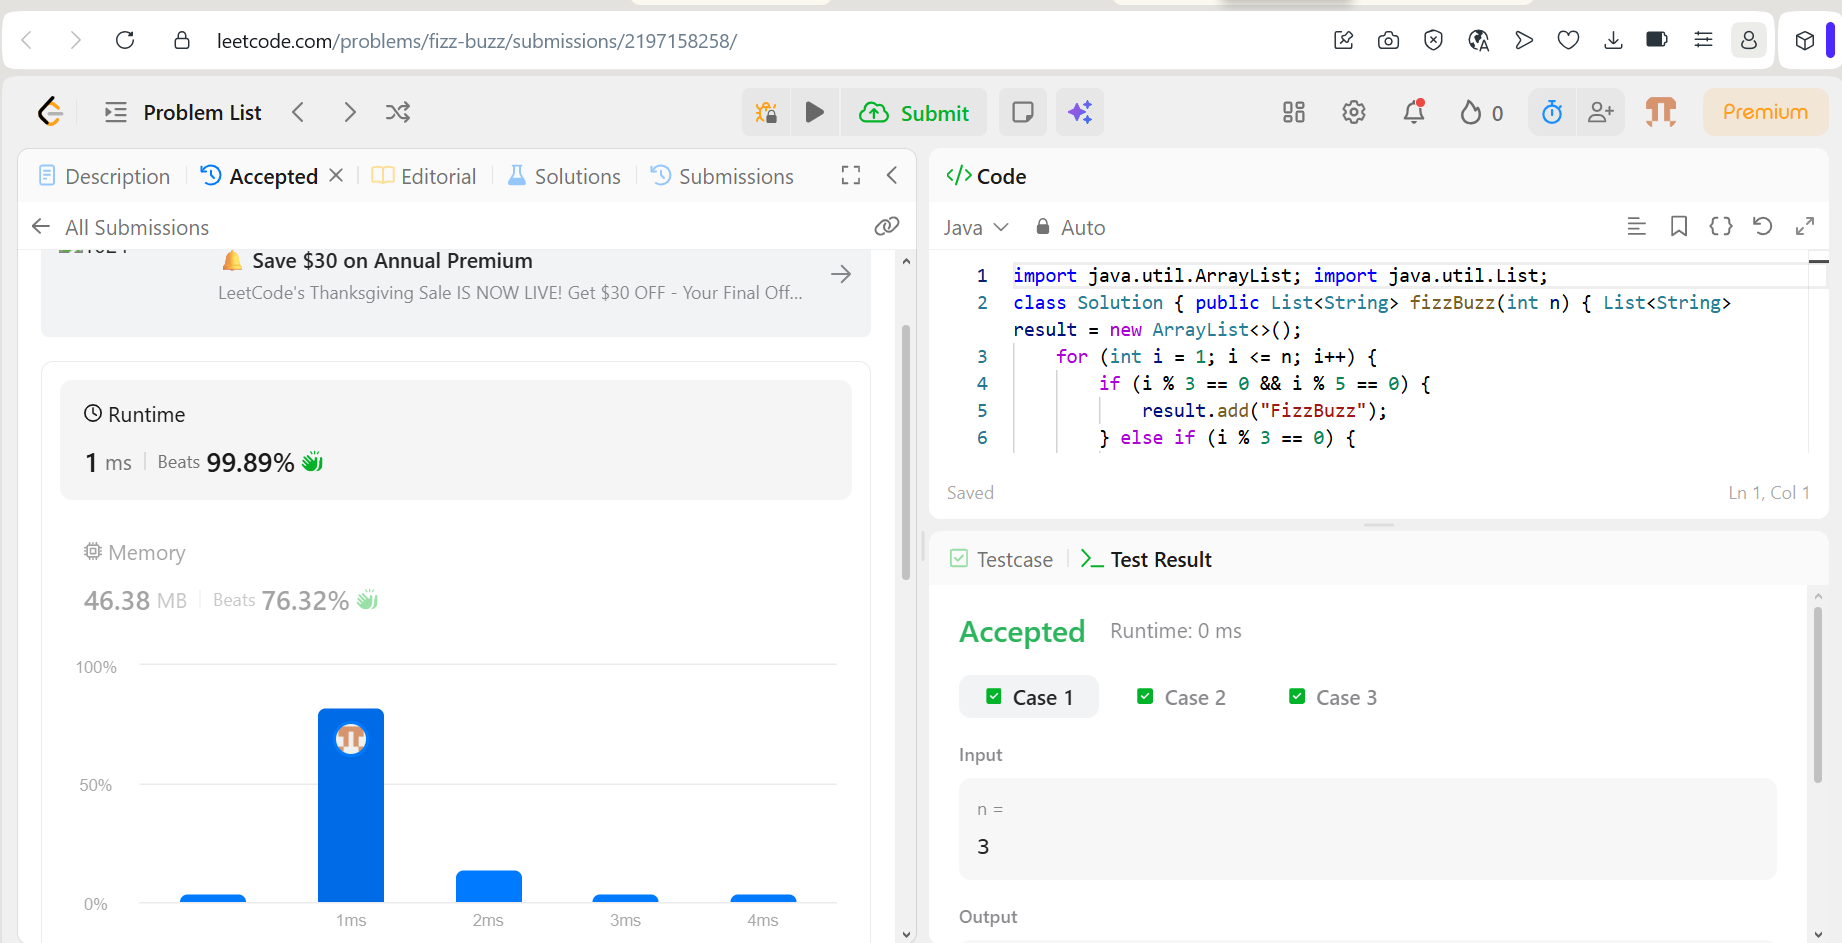 leetcode.com/problems/fizz-buzz/submissions/2197158258/
Problem List
Submit
0
Premium
Description
Accepted
Editorial
Solutions
Submissions
All Submissions
Save $30 on Annual Premium
LeetCode's Thanksgiving Sale IS NOW LIVE! Get $30 OFF - Your Final Off...
Runtime
1 ms Beats 99.89%
Memory
46.38 MB Beats 76.32%
100%
50%
0%
1ms 2ms 3ms 4ms
</> Code
Java Auto
1 import java.util.ArrayList; import java.util.List;
2 class Solution { public List<String> fizzBuzz(int n) { List<String>
result = new ArrayList<>();
3 for (int i = 1; i <= n; i++) {
4 if (i % 3 == 0 && i % 5 == 0) {
5 result.add("FizzBuzz");
6 } else if (i % 3 == 0) {
Saved Ln 1, Col 1
Testcase
Test Result
Accepted Runtime: 0 ms
Case 1 Case 2 Case 3
Input
n =
3
Output